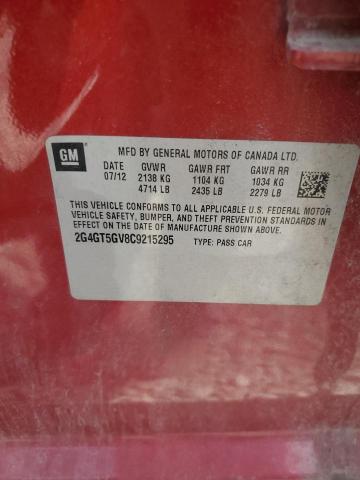 GM
MFD BY GENERAL MOTORS OF CANADA LTD.
DATE GVWR GAWR FRT GAWR RR
07/12 2138 KG 1104 KG 1034 KG
4714 LB 2435 LB 2279 LB
THIS VEHICLE CONFORMS TO ALL APPLICABLE U.S. FEDERAL MOTOR
VEHICLE SAFETY, BUMPER, AND THEFT PREVENTION STANDARDS IN
EFFECT ON THE DATE OF MANUFACTURE SHOWN ABOVE.
2G4GT5GV8C9215295 TYPE: PASS CAR